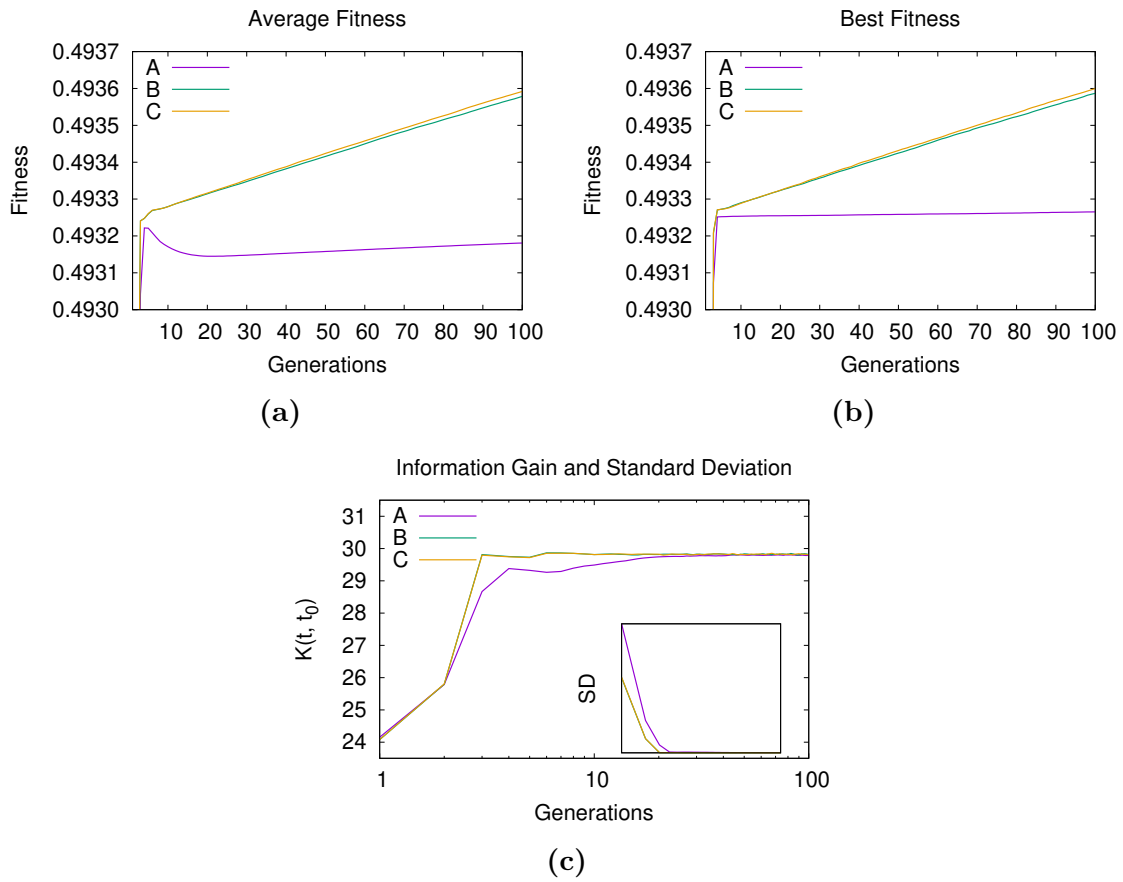 Average Fitness
0.4937
0.4936
0.4935
0.4934
0.4933
0.4932
0.4931
0.4930
Fitness
A
B
C
10 20 30 40 50 60 70 80 90 100
Generations
(a)
Best Fitness
0.4937
0.4936
0.4935
0.4934
0.4933
0.4932
0.4931
0.4930
Fitness
A
B
C
10 20 30 40 50 60 70 80 90 100
Generations
(b)
Information Gain and Standard Deviation
31
30
29
28
27
26
25
24
K(t, t0)
A
B
C
SD
1 10 100
Generations
(c)